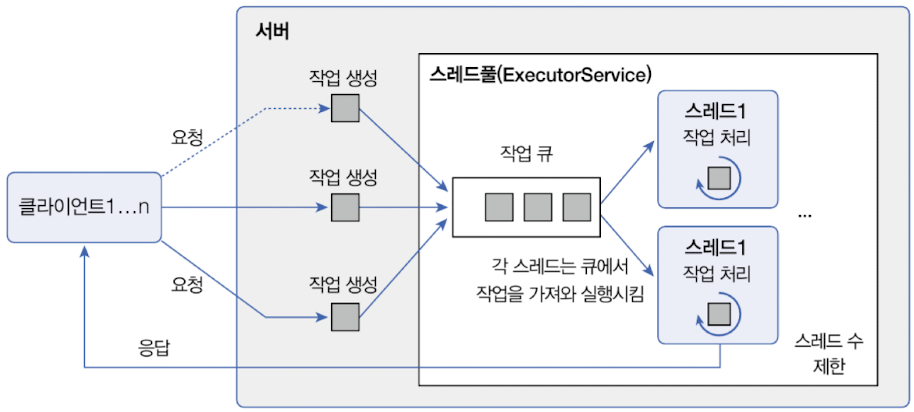 서버
작업 생성
스레드풀(ExecutorService)
스레드1
작업 처리
요청
작업 큐
작업 생성
클라이언트1...n
...
스레드1
작업 처리
각 스레드는 큐에서
작업을 가져와 실행시킴
요청
작업 생성
응답
스레드 수
제한